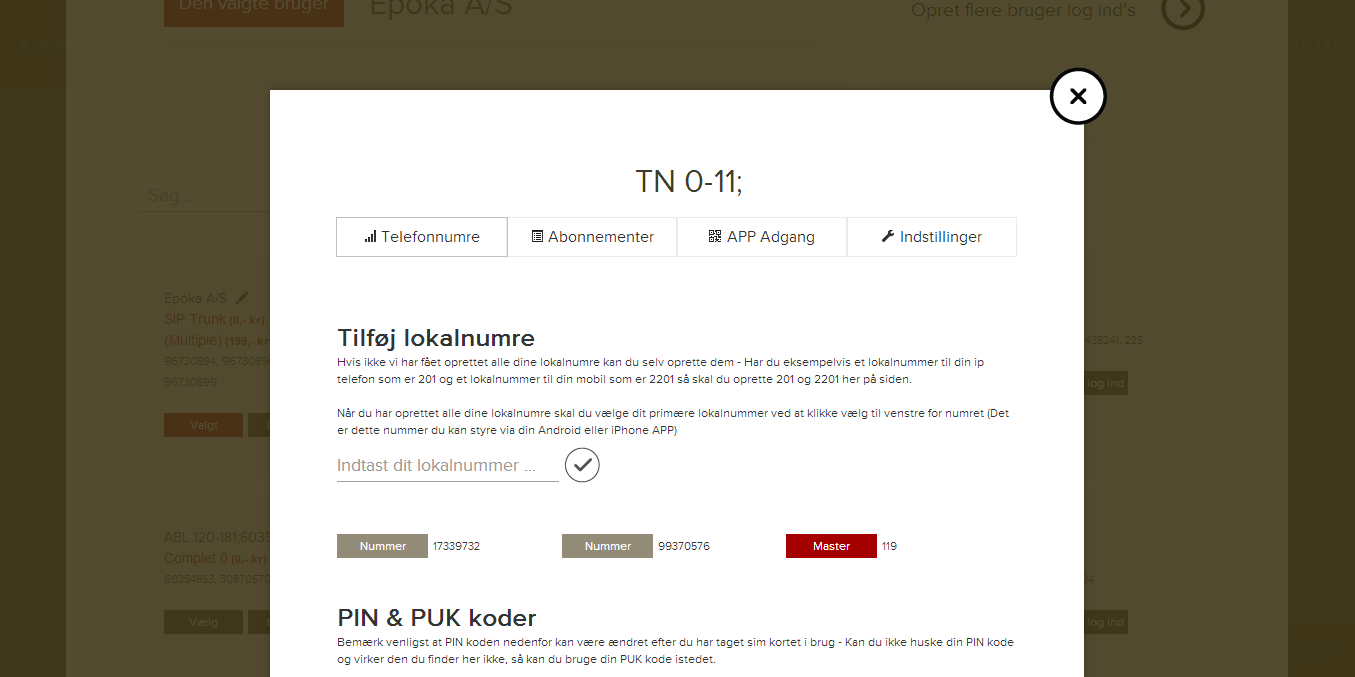 Den valgte bruger
Epoka A/S
Opret flere bruger log ind's
TN 0-11;
Søg...
Telefonnumre
Abonnementer
APP Adgang
Indstillinger
Epoka A/S
SIP Trunk (0,- kr),
(Multiple) (199,- kr
96730894, 9673089
96730899
438241, 225
log ind
Valgt
Tilføj lokalnumre
Hvis ikke vi har fået oprettet alle dine lokalnumre kan du selv oprette dem - Har du eksempelvis et lokalnummer til din ip
telefon som er 201 og et lokalnummer til din mobil som er 2201 så skal du oprette 201 og 2201 her på siden.
Når du har oprettet alle dine lokalnumre skal du vælge dit primære lokalnummer ved at klikke vælg til venstre for numret (Det
er dette nummer du kan styre via din Android eller iPhone APP)
Indtast dit lokalnummer ...
Nummer 17339732
Nummer 99370576
Master 119
ABL 120-181;6035
Complet 0 (0,- kr)
60354853, 30870570
04
Vælg
log ind
PIN & PUK koder
Bemærk venligst at PIN koden nedenfor kan være ændret efter du har taget sim kortet i brug - Kan du ikke huske din PIN kode
og virker den du finder her ikke, så kan du bruge din PUK kode istedet.